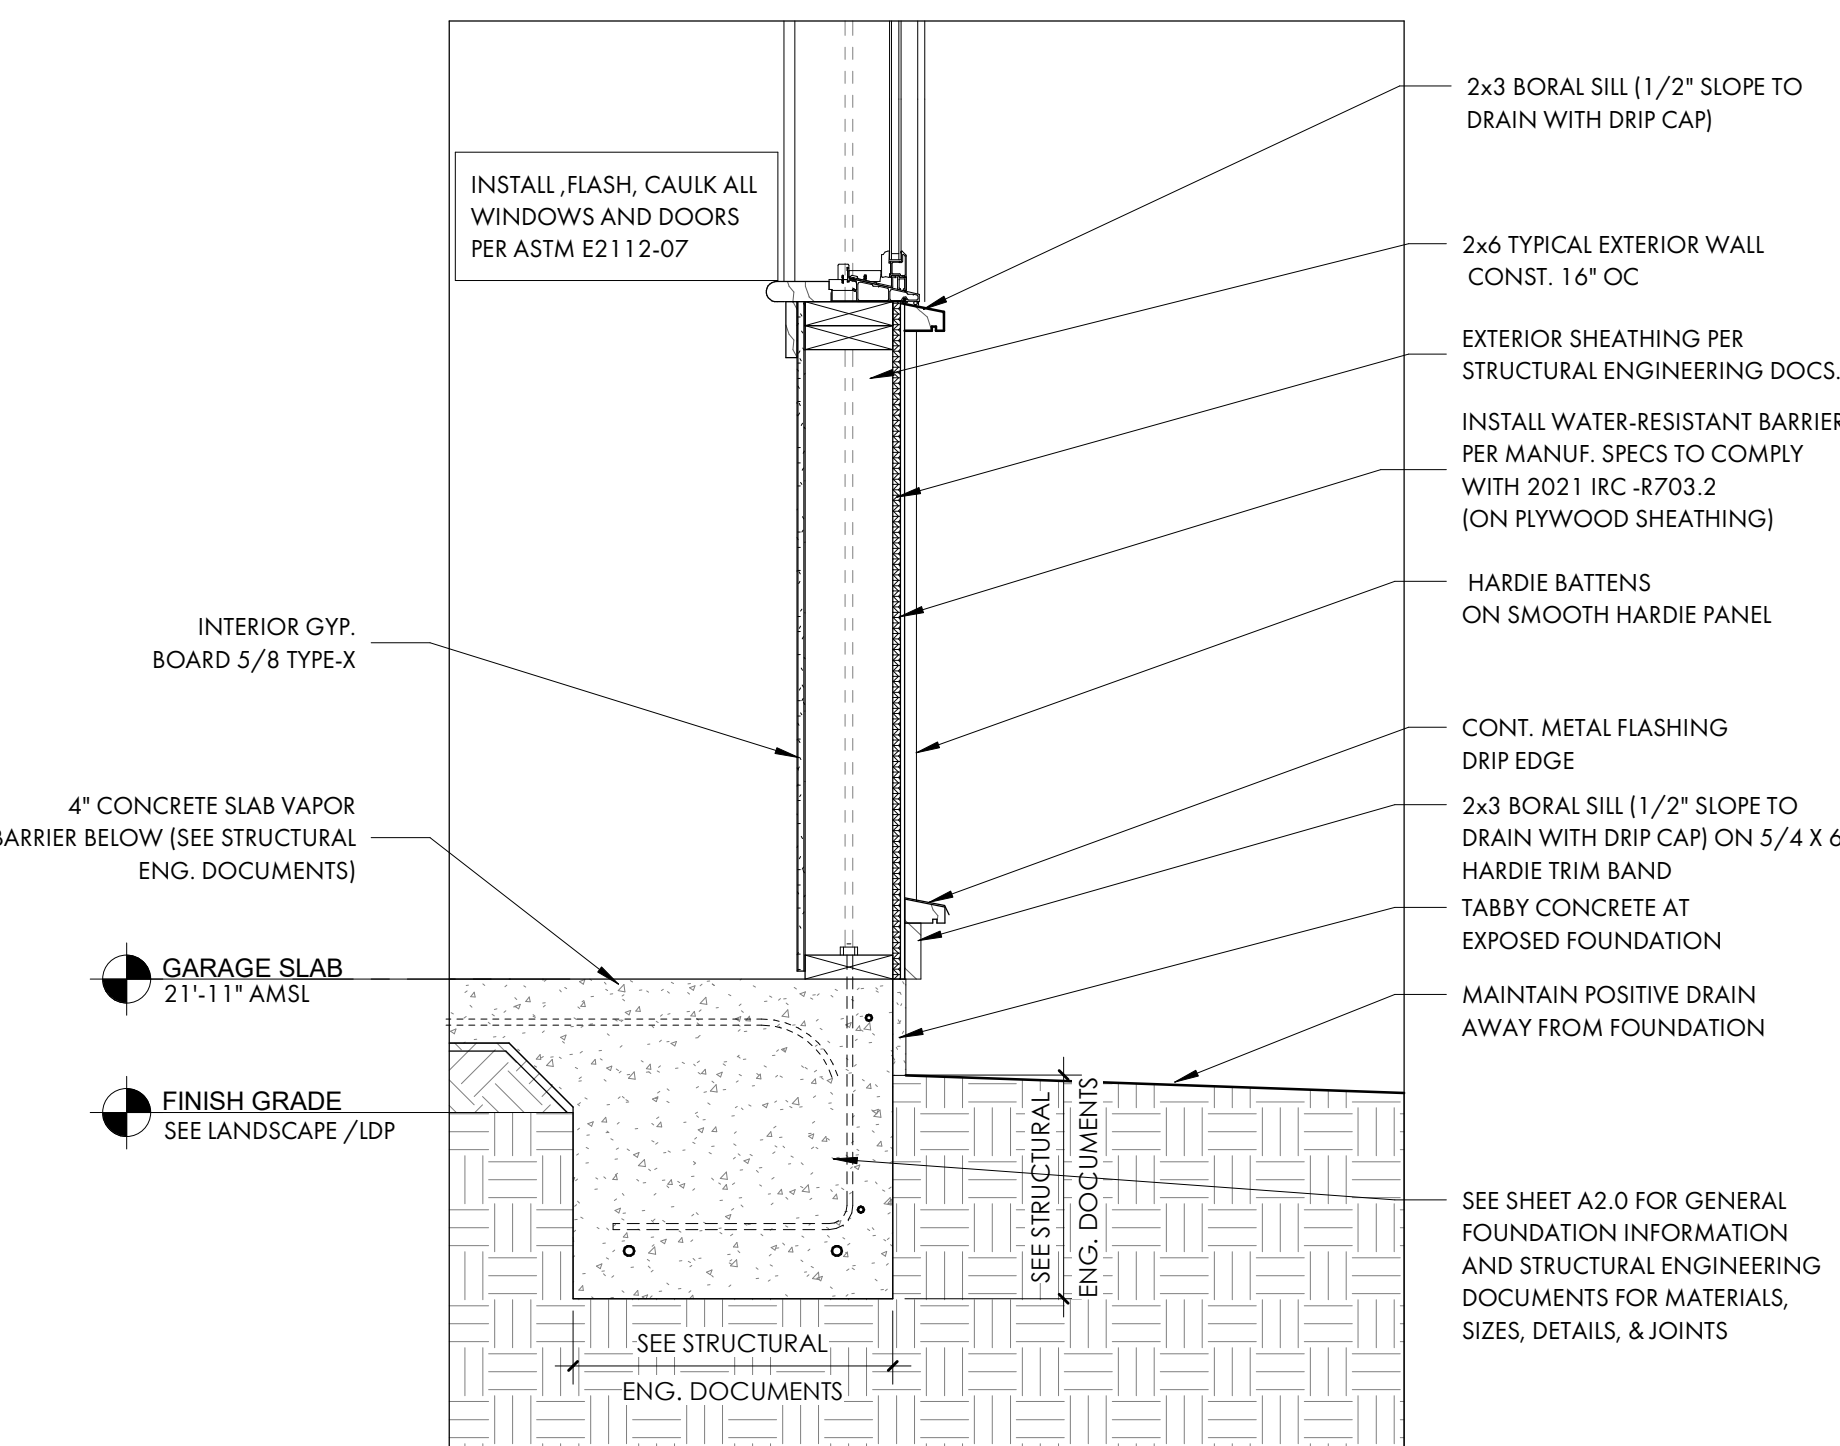 INSTALL ,FLASH, CAULK ALL
WINDOWS AND DOORS
PER ASTM E2112-07
INTERIOR GYP.
BOARD 5/8 TYPE-X
4" CONCRETE SLAB VAPOR
BARRIER BELOW (SEE STRUCTURAL
ENG. DOCUMENTS)
GARAGE SLAB
21'-11" AMSL
FINISH GRADE
SEE LANDSCAPE /LDP
2x3 BORAL SILL (1/2" SLOPE TO
DRAIN WITH DRIP CAP)
2x6 TYPICAL EXTERIOR WALL
CONST. 16" OC
EXTERIOR SHEATHING PER
STRUCTURAL ENGINEERING DOCS.
INSTALL WATER-RESISTANT BARRIER
PER MANUF. SPECS TO COMPLY
WITH 2021 IRC -R703.2
(ON PLYWOOD SHEATHING)
HARDIE BATTENS
ON SMOOTH HARDIE PANEL
CONT. METAL FLASHING
DRIP EDGE
2x3 BORAL SILL (1/2" SLOPE TO
DRAIN WITH DRIP CAP) ON 5/4 X 6
HARDIE TRIM BAND
TABBY CONCRETE AT
EXPOSED FOUNDATION
MAINTAIN POSITIVE DRAIN
AWAY FROM FOUNDATION
SEE SHEET A2.0 FOR GENERAL
FOUNDATION INFORMATION
AND STRUCTURAL ENGINEERING
DOCUMENTS FOR MATERIALS,
SIZES, DETAILS, & JOINTS
SEE STRUCTURAL
ENG. DOCUMENTS
SEE STRUCTURAL
ENG. DOCUMENTS